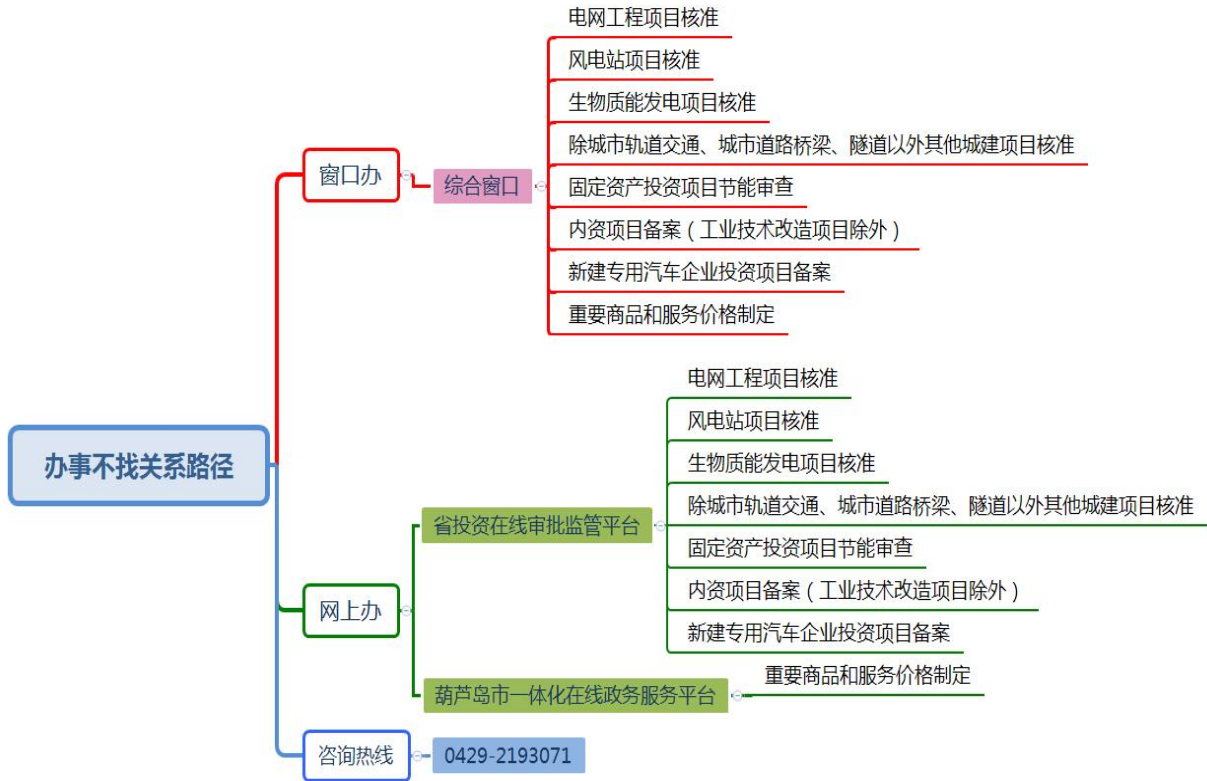 办事不找关系路径
窗口办
综合窗口
电网工程项目核准
风电站项目核准
生物质能发电项目核准
除城市轨道交通、城市道路桥梁、隧道以外其他城建项目核准
固定资产投资项目节能审查
内资项目备案（工业技术改造项目除外）
新建专用汽车企业投资项目备案
重要商品和服务价格制定
网上办
省投资在线审批监管平台
电网工程项目核准
风电站项目核准
生物质能发电项目核准
除城市轨道交通、城市道路桥梁、隧道以外其他城建项目核准
固定资产投资项目节能审查
内资项目备案（工业技术改造项目除外）
新建专用汽车企业投资项目备案
葫芦岛市一体化在线政务服务平台
重要商品和服务价格制定
咨询热线
0429-2193071